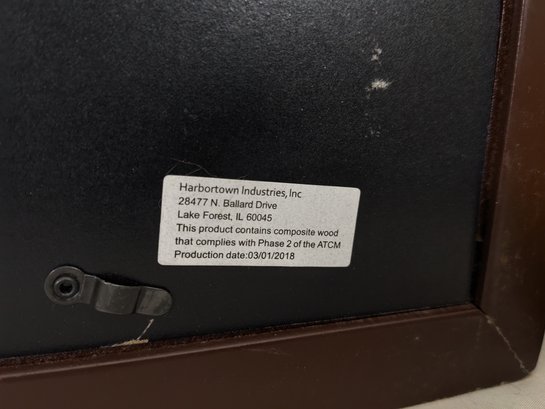 Harbortown Industries, Inc
28477 N. Ballard Drive
Lake Forest, IL 60045
This product contains composite wood
that complies with Phase 2 of the ATCM
Production date:03/01/2018